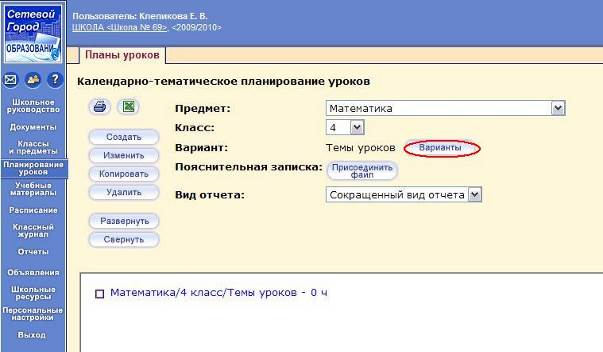 Сетевой
Город
ОБРАЗОВАНИЕ
Пользователь: Клепикова Е. В.
ШКОЛА <Школа № 69>, <2009/2010>
Планы уроков
Школьное
руководство
Документы
Классы
и предметы
Планирование
уроков
Учебные
материалы
Расписание
Классный
журнал
Отчеты
Объявления
Школьные
ресурсы
Персональные
настройки
Выход
Календарно-тематическое планирование уроков
Создать
Изменить
Копировать
Удалить
Развернуть
Свернуть
Предмет: Математика
Класс: 4
Вариант: Темы уроков Варианты
Пояснительная записка: Присоединить
файл
Вид отчета: Сокращенный вид отчета
Математика/4 класс/Темы уроков - 0 ч